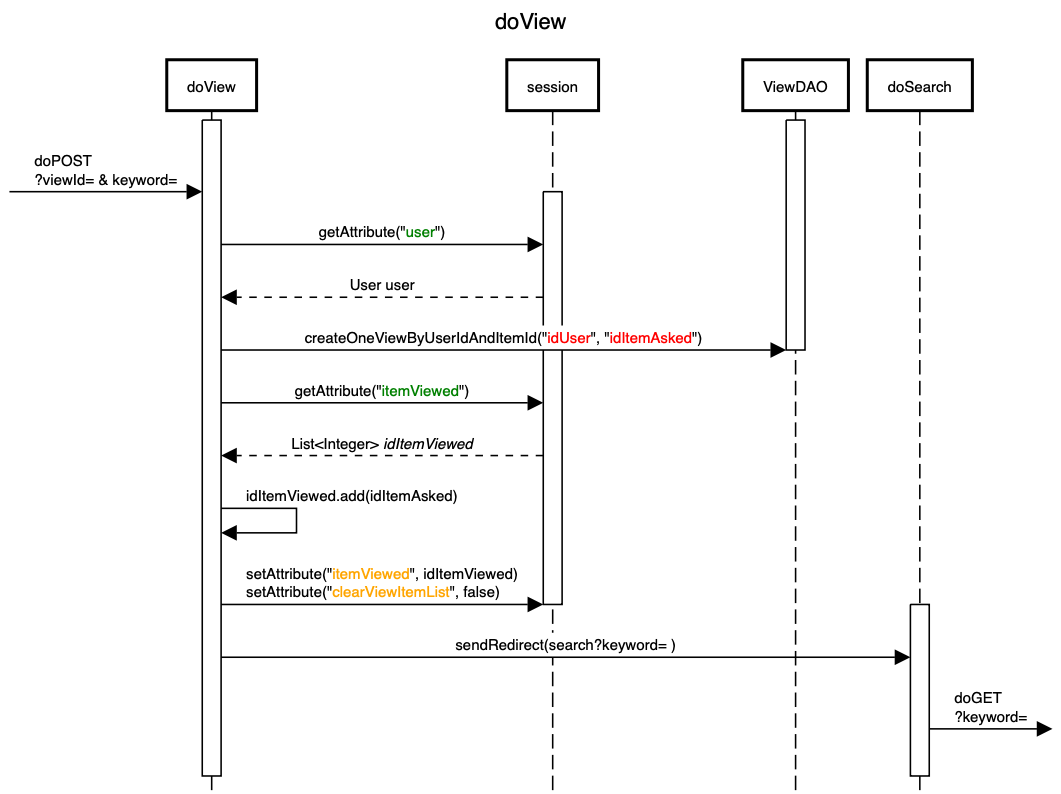 doView
doView
session
ViewDAO
doSearch
doPOST
?viewId= & keyword=
getAttribute("user")
User user
createOneViewByUserIdAndItemId("idUser", "idItemAsked")
getAttribute("itemViewed")
List<Integer> idItemViewed
idItemViewed.add(idItemAsked)
setAttribute("itemViewed", idItemViewed)
setAttribute("clearViewItemList", false)
sendRedirect(search?keyword= )
doGET
?keyword=